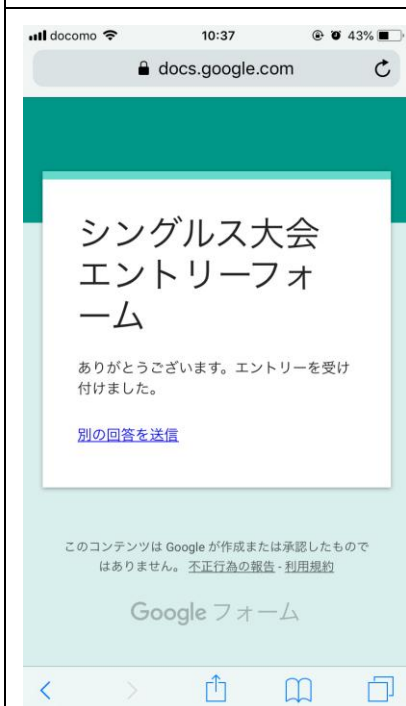 docomo 10:37 43%
docs.google.com
シングルス大会
エントリーフォ
ーム
ありがとうございます。エントリーを受け
付けました。
別の回答を送信
このコンテンツは Google が作成または承認したもので
はありません。 不正行為の報告 - 利用規約
Google フォーム